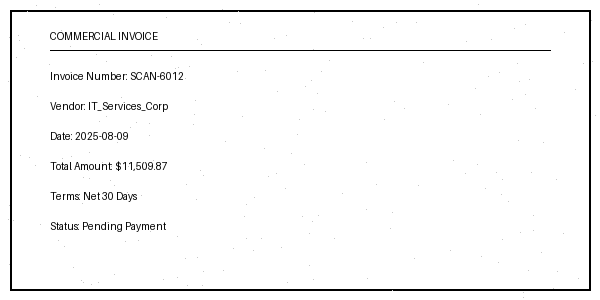 COMMERCIAL INVOICE
Invoice Number: SCAN-6012
Vendor: IT_Services_Corp
Date: 2025-08-09
Total Amount: $11,509.87
Terms: Net 30 Days
Status: Pending Payment